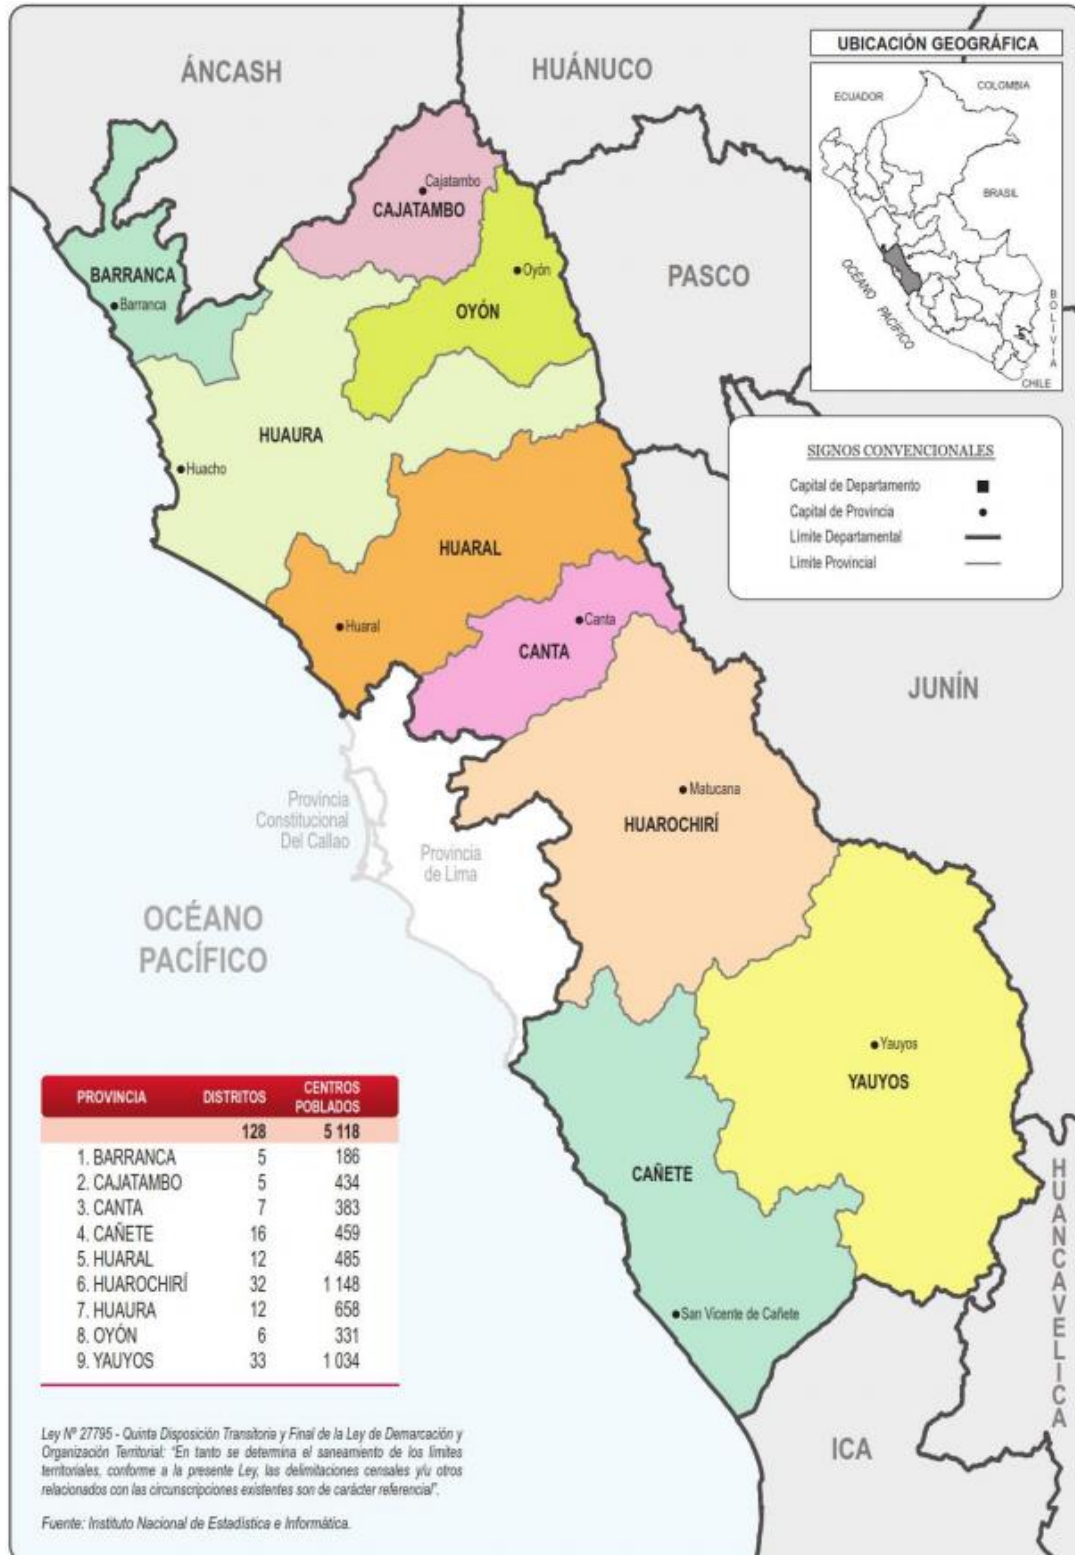 UBICACIÓN GEOGRÁFICA
ECUADOR
COLOMBIA
BRASIL
OCÉANO PACÍFICO
BOLIVIA
CHILE
ÁNCASH
HUÁNUCO
PASCO
JUNÍN
HUANCAVELICA
ICA
OCÉANO
PACÍFICO
SIGNOS CONVENCIONALES
Capital de Departamento
Capital de Provincia
Límite Departamental
Límite Provincial
Cajatambo
CAJATAMBO
BARRANCA
Barranca
Oyón
OYÓN
HUAURA
Huacho
HUARAL
Huaral
Canta
CANTA
Matucana
HUAROCHIRÍ
Provincia
Constitucional
Del Callao
Provincia
de Lima
Yauyos
YAUYOS
CAÑETE
San Vicente de Cañete
PROVINCIA DISTRITOS CENTROS POBLADOS
128 5 118
1. BARRANCA 5 186
2. CAJATAMBO 5 434
3. CANTA 7 383
4. CAÑETE 16 459
5. HUARAL 12 485
6. HUAROCHIRÍ 32 1 148
7. HUAURA 12 658
8. OYÓN 6 331
9. YAUYOS 33 1 034
Ley Nº 27795 - Quinta Disposición Transitoria y Final de la Ley de Demarcación y
Organización Territorial: "En tanto se determina el saneamiento de los límites
territoriales, conforme a la presente Ley, las delimitaciones censales y/u otros
relacionados con las circunscripciones existentes son de carácter referencial".
Fuente: Instituto Nacional de Estadística e Informática.